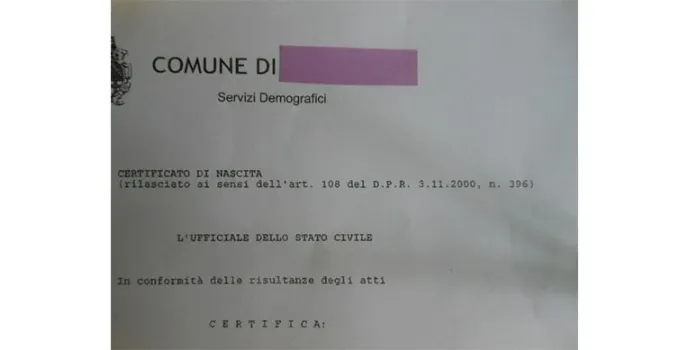 COMUNE DI
Servizi Demografici
CERTIFICATO DI NASCITA
(rilasciato ai sensi dell'art. 108 del D.P.R. 3.11.2000, n. 396)
L'UFFICIALE DELLO STATO CIVILE
In conformità delle risultanze degli atti
C E R T I F I C A: